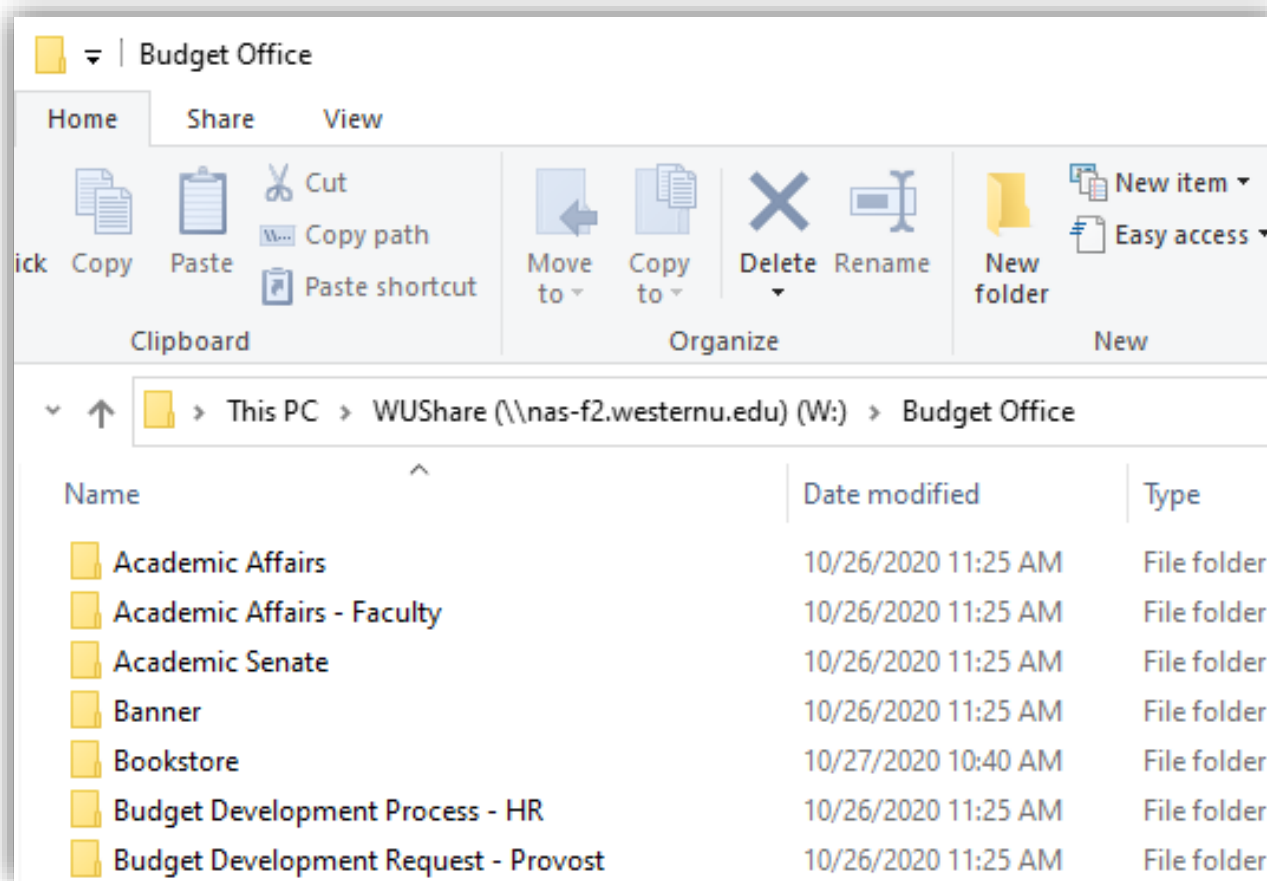 Budget Office
Home Share View
Cut
New item
Copy path
Easy access
ick Copy Paste
Paste shortcut
Move to
Copy to
Delete Rename
New folder
Clipboard Organize New
This PC > WUShare (\\nas-f2.westernu.edu) (W:) > Budget Office
Name Date modified Type
Academic Affairs 10/26/2020 11:25 AM File folder
Academic Affairs - Faculty 10/26/2020 11:25 AM File folder
Academic Senate 10/26/2020 11:25 AM File folder
Banner 10/26/2020 11:25 AM File folder
Bookstore 10/27/2020 10:40 AM File folder
Budget Development Process - HR 10/26/2020 11:25 AM File folder
Budget Development Request - Provost 10/26/2020 11:25 AM File folder